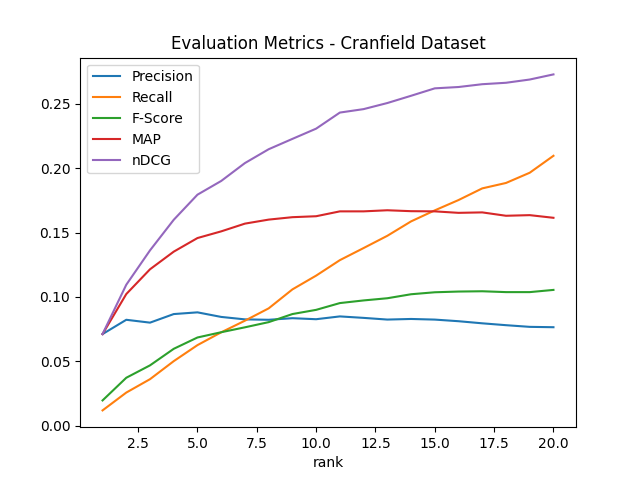 Evaluation Metrics - Cranfield Dataset
Precision
Recall
F-Score
MAP
nDCG
0.25
0.20
0.15
0.10
0.05
0.00
2.5 5.0 7.5 10.0 12.5 15.0 17.5 20.0
rank